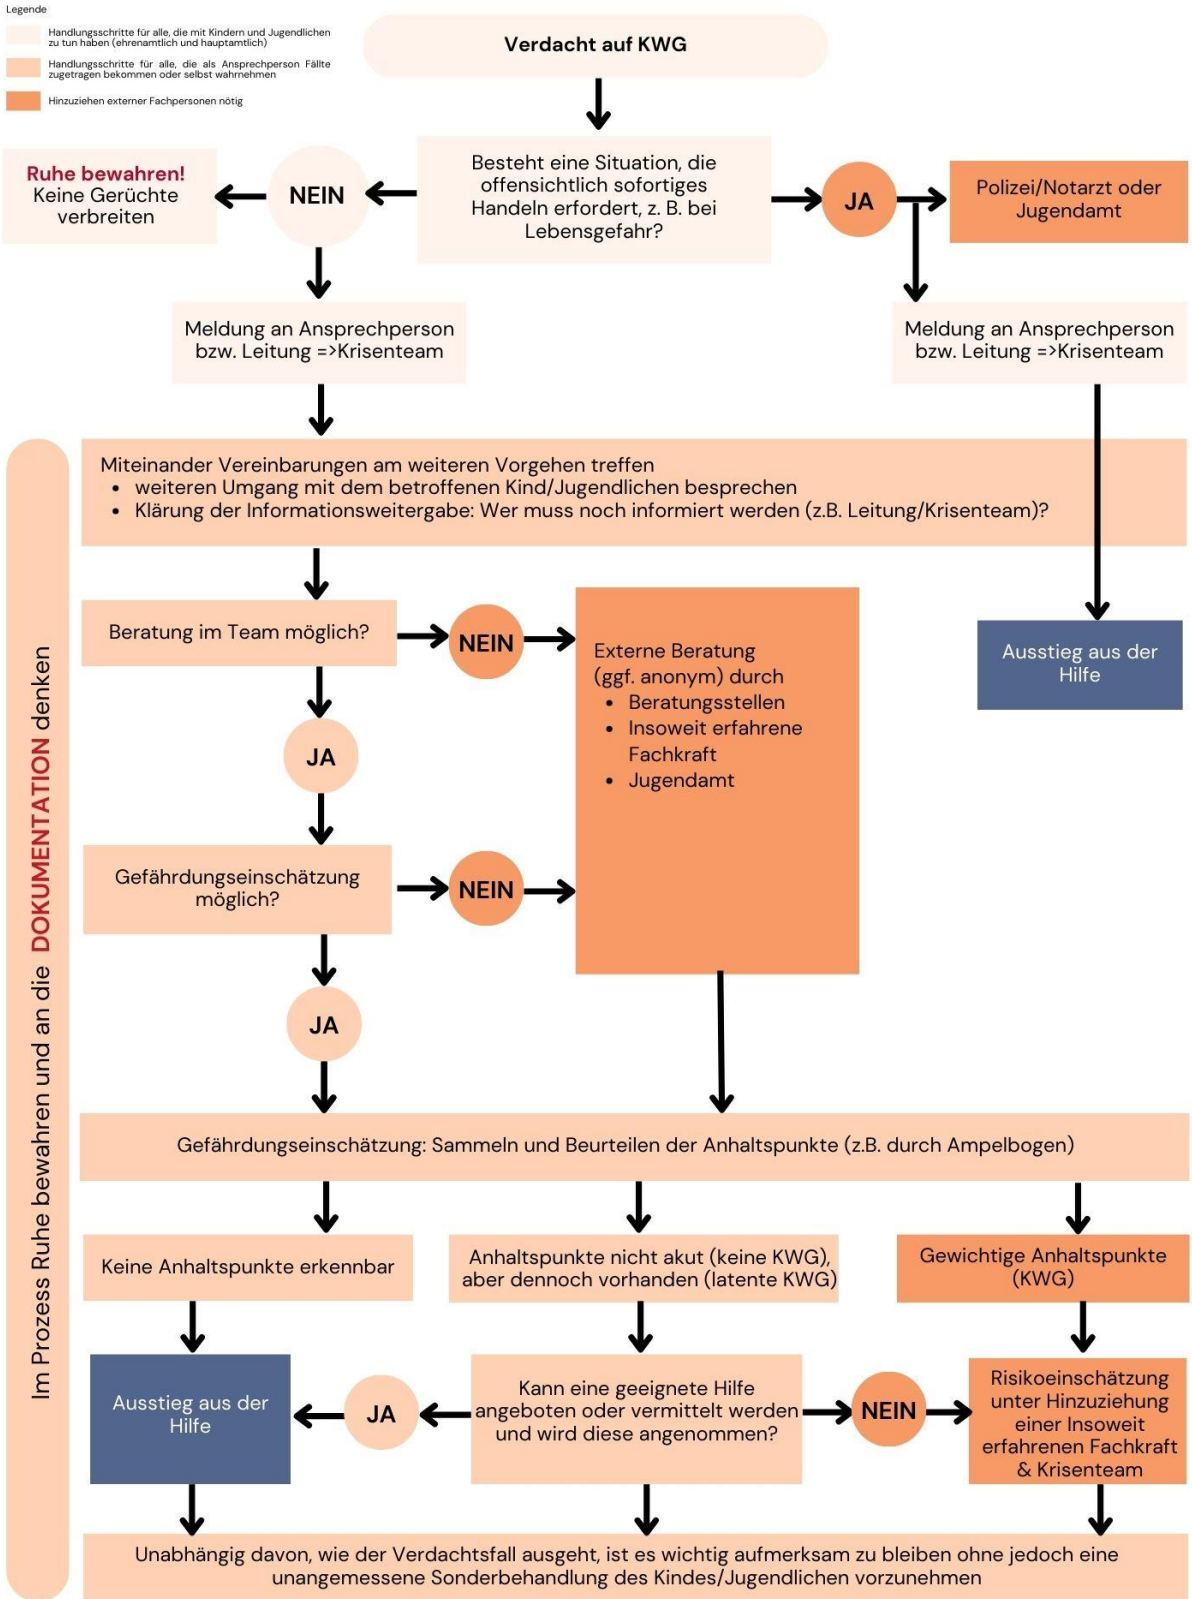 Legende
Handlungsschritte für alle, die mit Kindern und Jugendlichen
zu tun haben (ehrenamtlich und hauptamtlich)
Handlungsschritte für alle, die als Ansprechperson Fällte
zugetragen bekommen oder selbst wahrnehmen
Hinzuziehen externer Fachpersonen nötig
Verdacht auf KWG
Besteht eine Situation, die
offensichtlich sofortiges
Handeln erfordert, z. B. bei
Lebensgefahr?
NEIN
Ruhe bewahren!
Keine Gerüchte
verbreiten
JA
Polizei/Notarzt oder
Jugendamt
Meldung an Ansprechperson
bzw. Leitung =>Krisenteam
Meldung an Ansprechperson
bzw. Leitung =>Krisenteam
Im Prozess Ruhe bewahren und an die DOKUMENTATION denken
Miteinander Vereinbarungen am weiteren Vorgehen treffen
• weiteren Umgang mit dem betroffenen Kind/Jugendlichen besprechen
• Klärung der Informationsweitergabe: Wer muss noch informiert werden (z.B. Leitung/Krisenteam)?
Beratung im Team möglich?
NEIN
Externe Beratung
(ggf. anonym) durch
• Beratungsstellen
• Insoweit erfahrene
Fachkraft
• Jugendamt
Ausstieg aus der
Hilfe
JA
Gefährdungseinschätzung
möglich?
NEIN
JA
Gefährdungseinschätzung: Sammeln und Beurteilen der Anhaltspunkte (z.B. durch Ampelbogen)
Keine Anhaltspunkte erkennbar
Anhaltspunkte nicht akut (keine KWG),
aber dennoch vorhanden (latente KWG)
Gewichtige Anhaltspunkte
(KWG)
Ausstieg aus der
Hilfe
JA
Kann eine geeignete Hilfe
angeboten oder vermittelt werden
und wird diese angenommen?
NEIN
Risikoeinschätzung
unter Hinzuziehung
einer Insoweit
erfahrenen Fachkraft
& Krisenteam
Unabhängig davon, wie der Verdachtsfall ausgeht, ist es wichtig aufmerksam zu bleiben ohne jedoch eine
unangemessene Sonderbehandlung des Kindes/Jugendlichen vorzunehmen